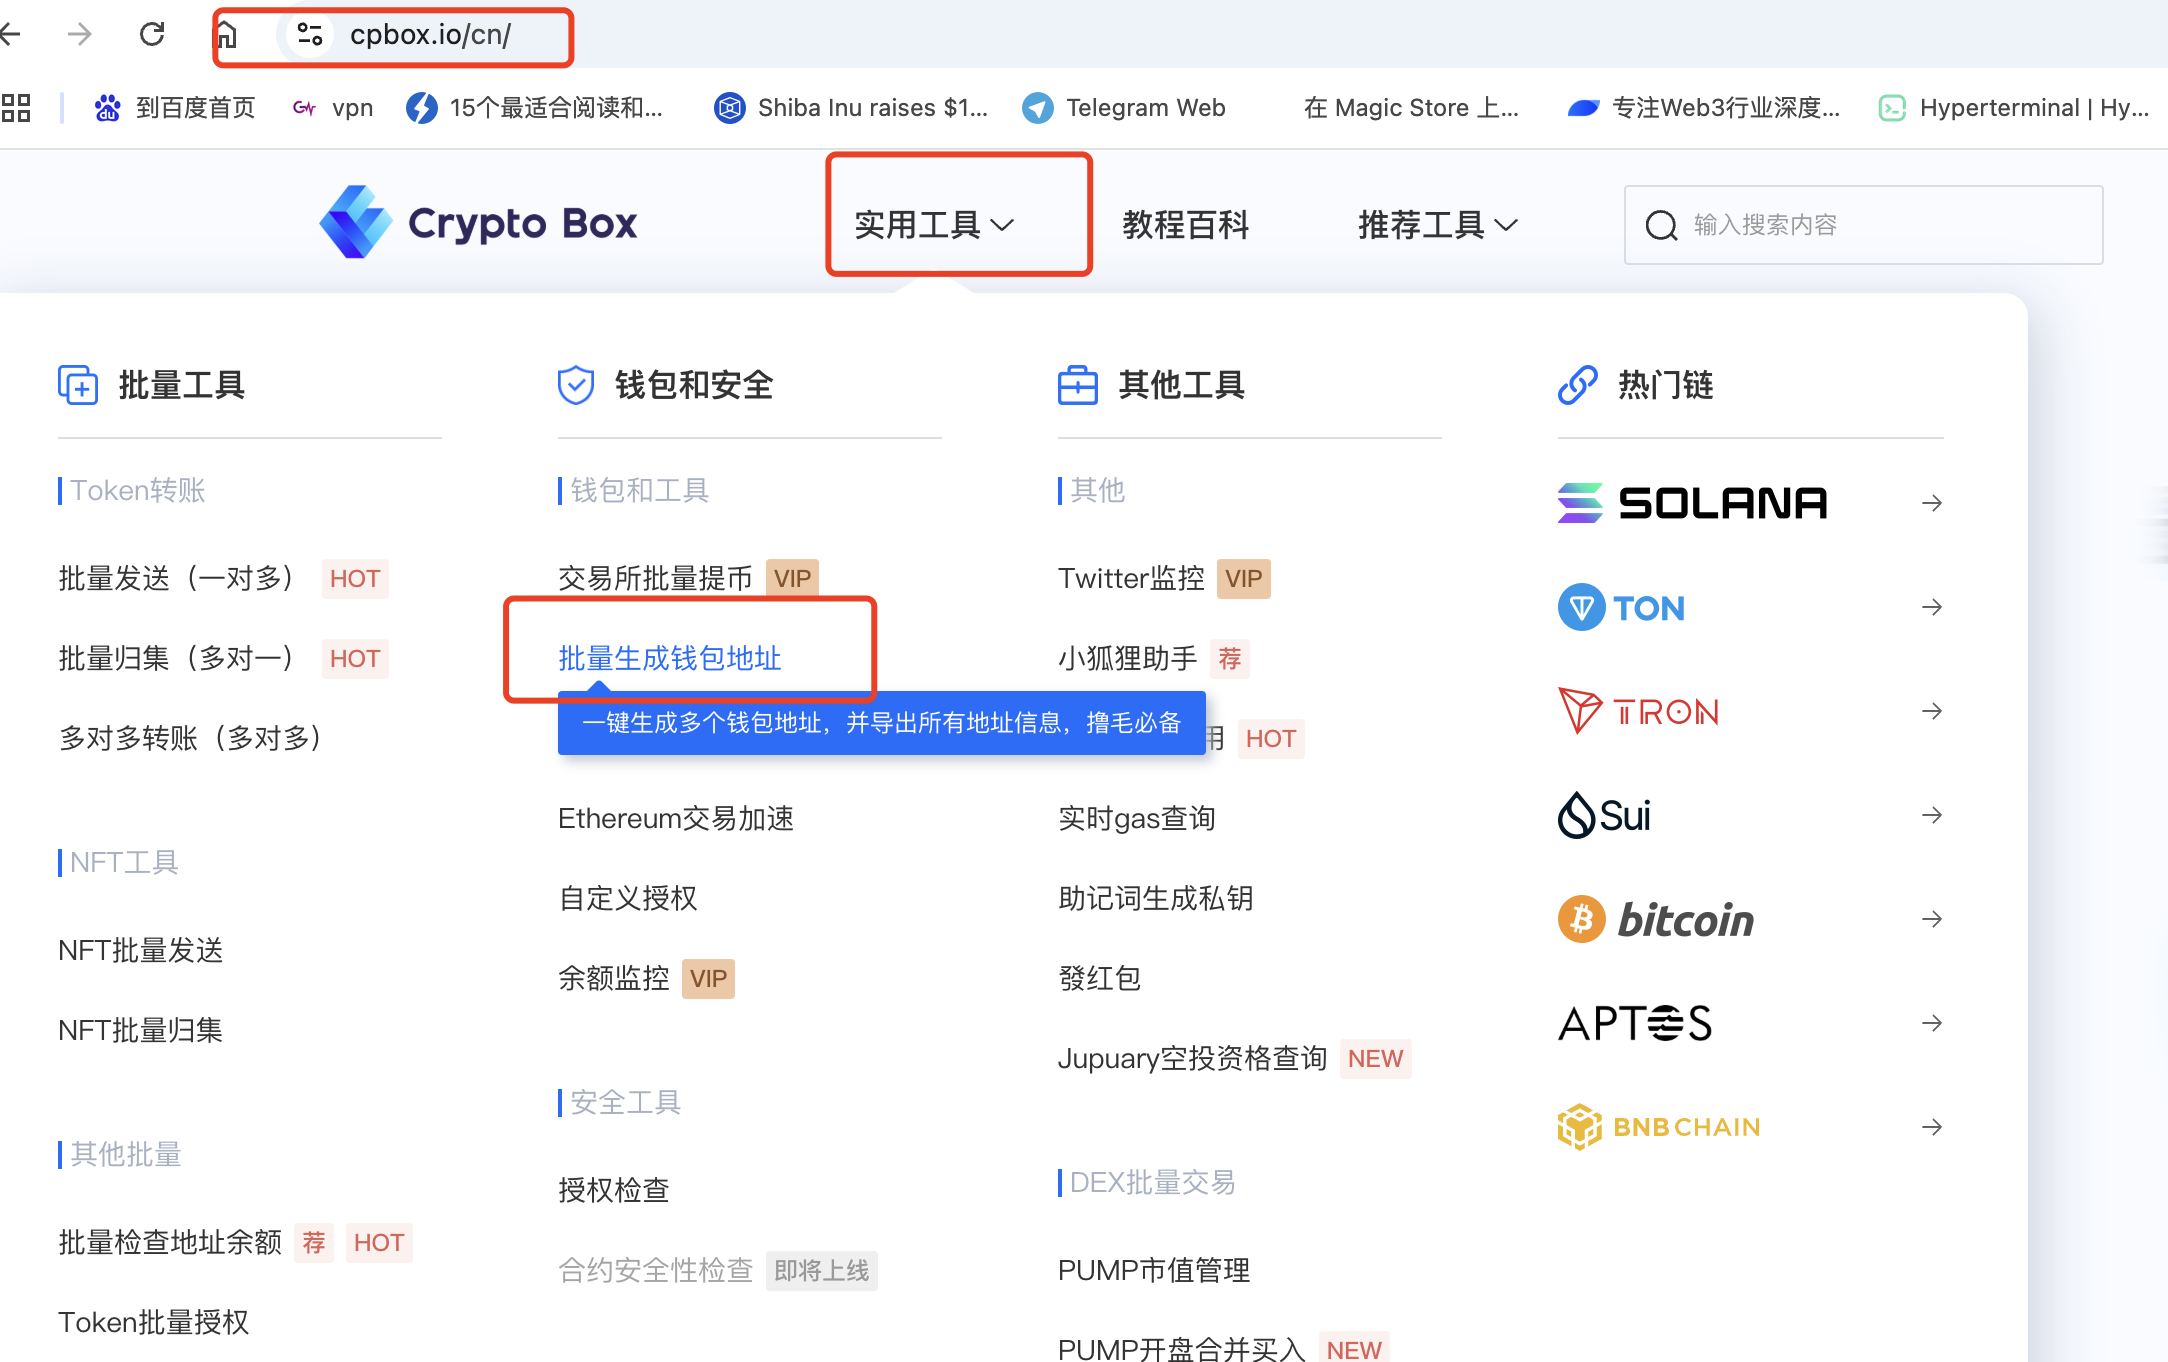 cpbox.io/cn/
到百度首页
vpn
15个最适合阅读和...
Shiba Inu raises $1...
Telegram Web
在 Magic Store 上...
专注Web3行业深度...
Hyperterminal | Hy...
Crypto Box
实用工具
教程百科
推荐工具
输入搜索内容
批量工具
Token转账
批量发送（一对多） HOT
批量归集（多对一） HOT
多对多转账（多对多）
NFT工具
NFT批量发送
NFT批量归集
其他批量
批量检查地址余额 荐 HOT
Token批量授权
钱包和安全
钱包和工具
交易所批量提币 VIP
批量生成钱包地址
一键生成多个钱包地址，并导出所有地址信息，撸毛必备
Ethereum交易加速
自定义授权
余额监控 VIP
安全工具
授权检查
合约安全性检查 即将上线
其他工具
其他
Twitter监控 VIP
小狐狸助手 荐
用 HOT
实时gas查询
助记词生成私钥
發红包
Jupuary空投资格查询 NEW
DEX批量交易
PUMP市值管理
PUMP开盘合并买入 NEW
热门链
SOLANA
TON
TRON
Sui
bitcoin
APTOS
BNB CHAIN